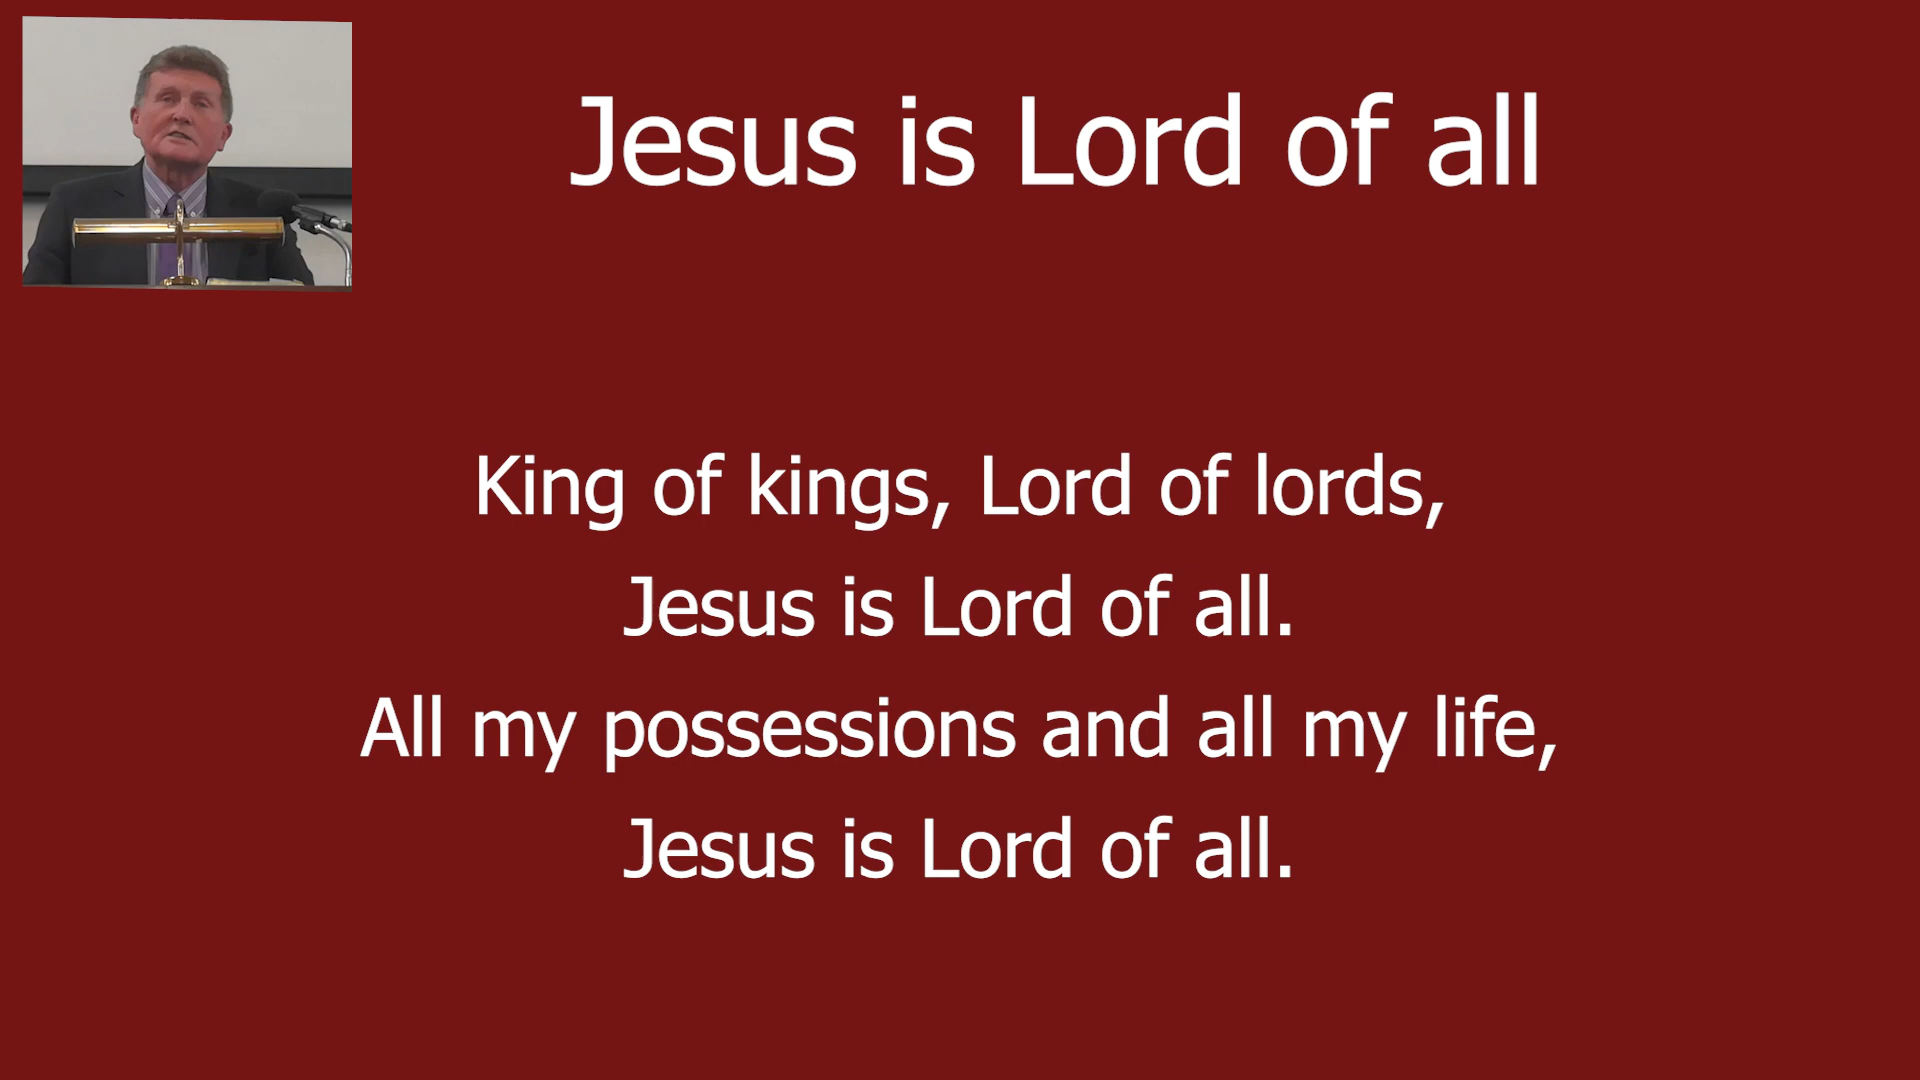 Jesus is Lord of all
King of kings, Lord of lords,
Jesus is Lord of all.
All my possessions and all my life,
Jesus is Lord of all.